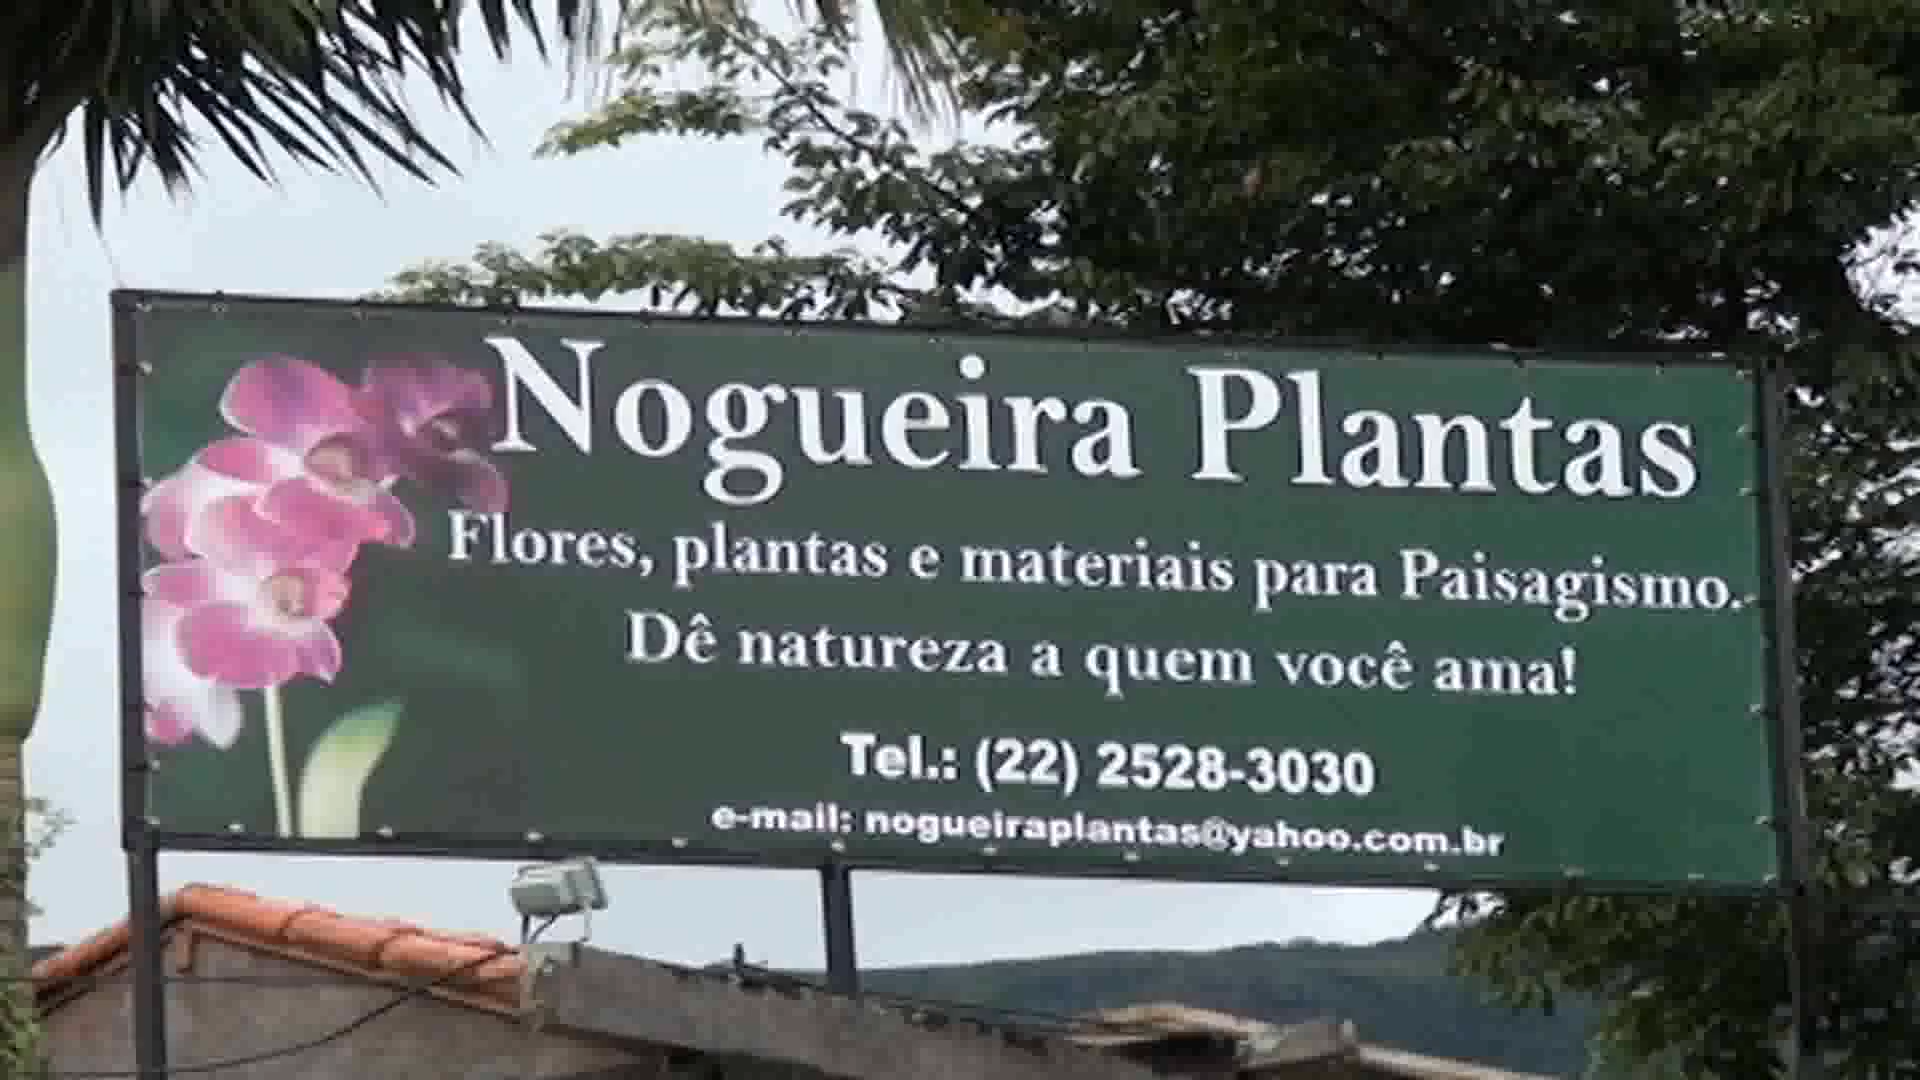 Nogueira Plantas
Flores, plantas e materiais para Paisagismo.
Dê natureza a quem você ama!
Tel.: (22) 2528-3030
e-mail: nogueiraplantas@yahoo.com.br